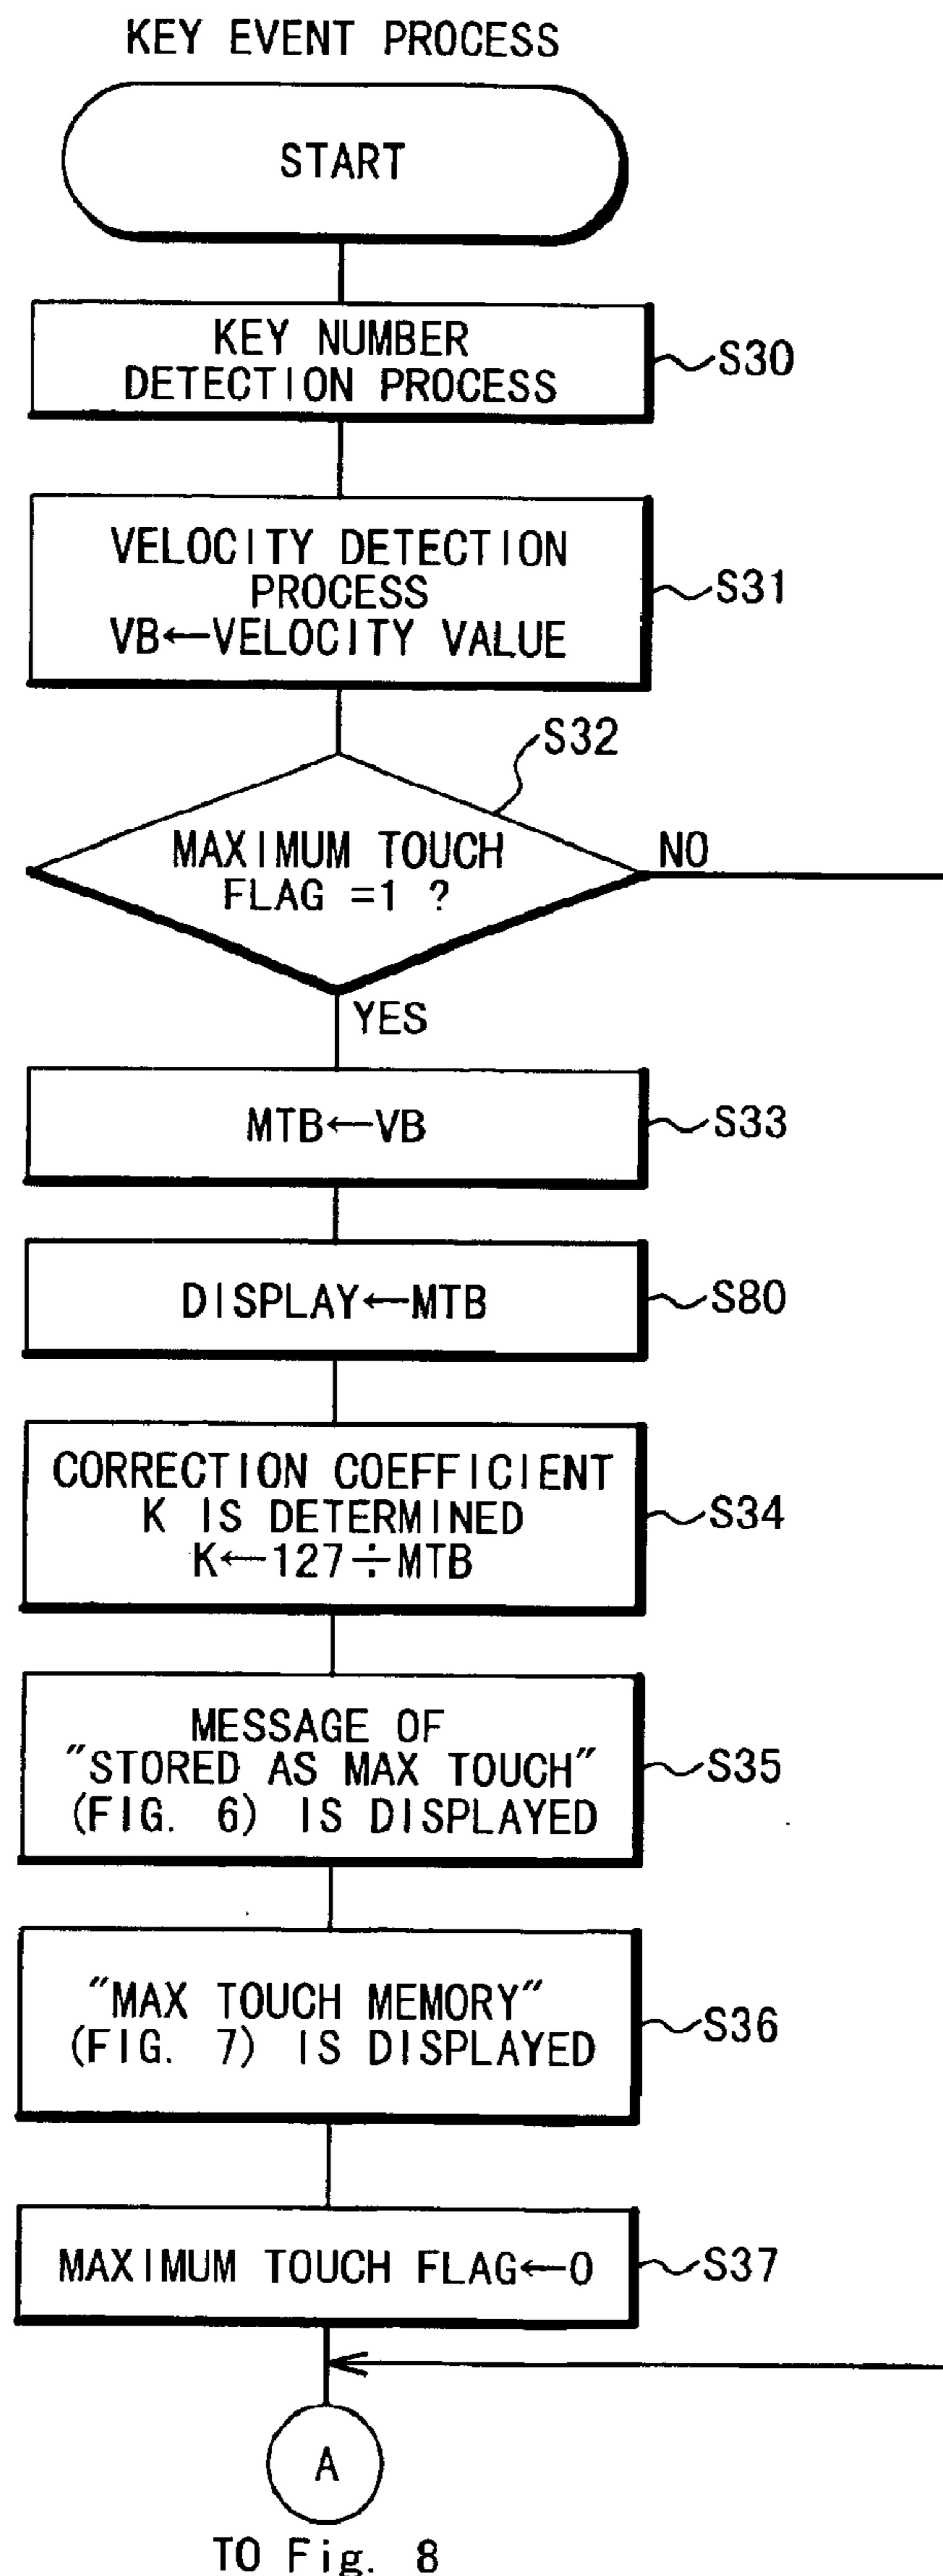 KEY EVENT PROCESS
START
KEY NUMBER
DETECTION PROCESS
S30
VELOCITY DETECTION
PROCESS
VB←VELOCITY VALUE
S31
S32
MAXIMUM TOUCH
FLAG =1 ?
NO
YES
MTB←VB
S33
DISPLAY←MTB
S80
CORRECTION COEFFICIENT
K IS DETERMINED
K←127÷MTB
S34
MESSAGE OF
"STORED AS MAX TOUCH"
(FIG. 6) IS DISPLAYED
S35
"MAX TOUCH MEMORY"
(FIG. 7) IS DISPLAYED
S36
MAXIMUM TOUCH FLAG←0
S37
A
TO Fig. 8